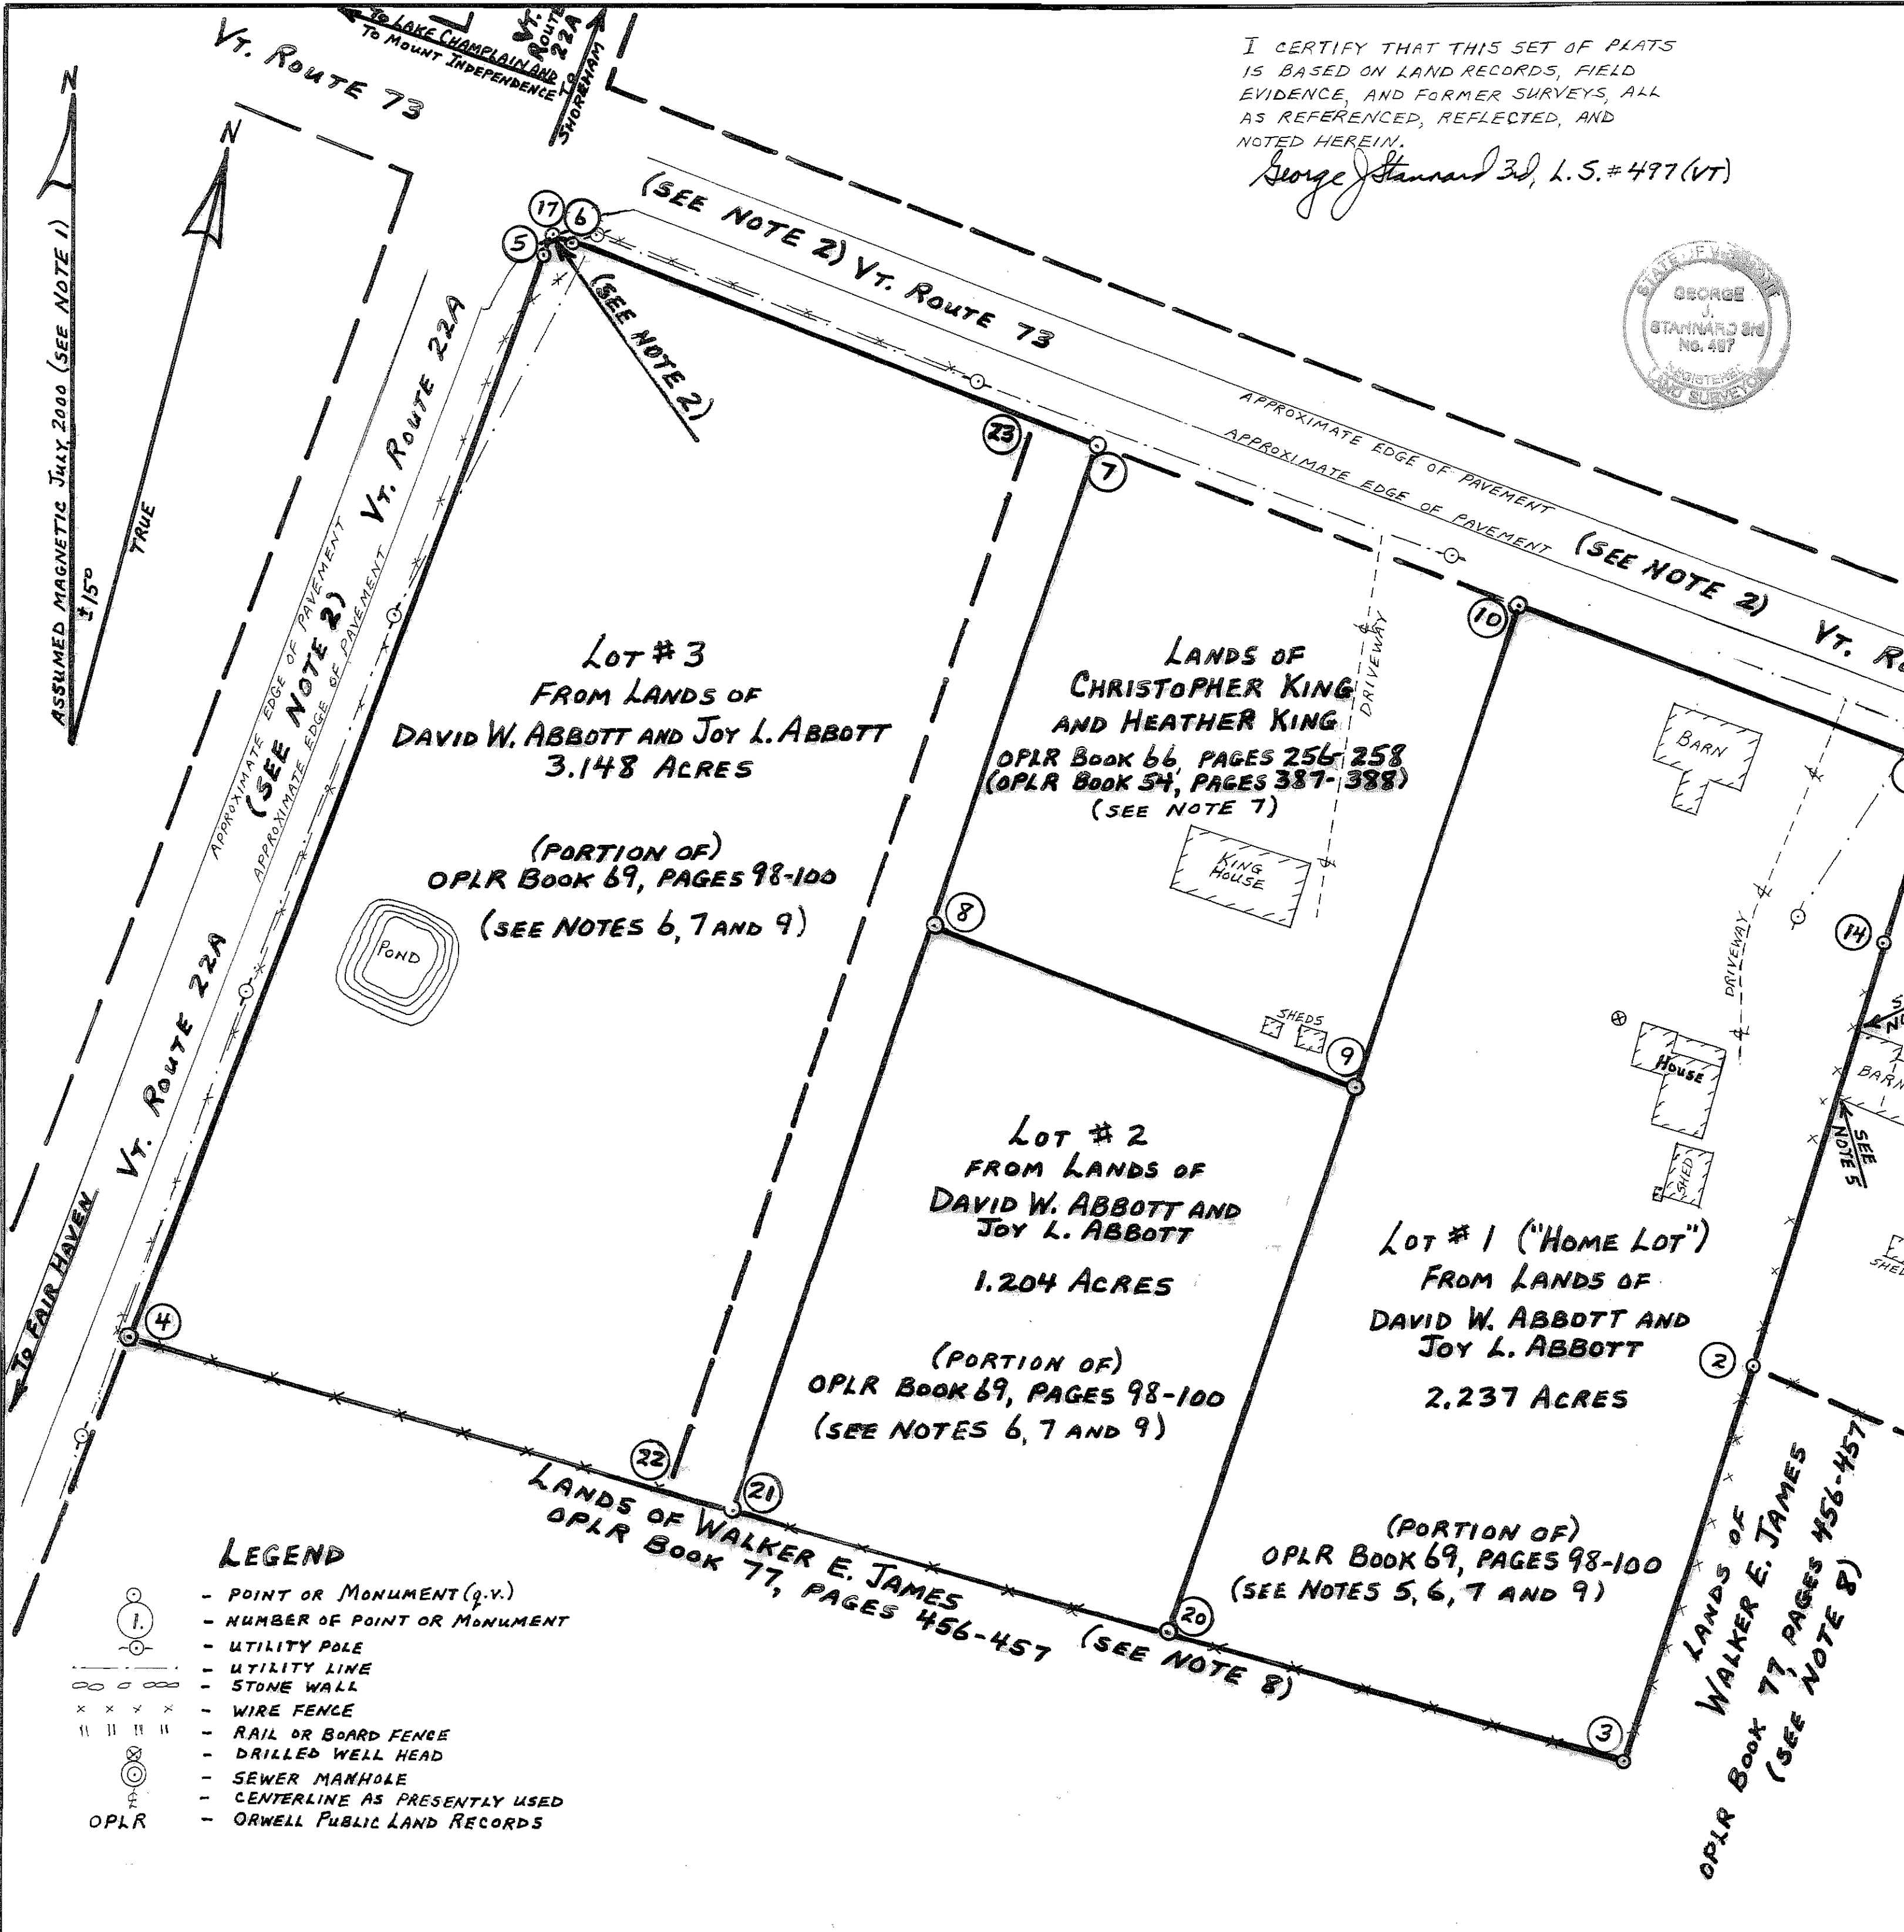 VT. ROUTE 73
TO LAKE CHAMPLAIN AND
TO MOUNT INDEPENDENCE
VT.
ROUTE
22A
TO
SHOREHAM
I CERTIFY THAT THIS SET OF PLATS
IS BASED ON LAND RECORDS, FIELD
EVIDENCE, AND FORMER SURVEYS, ALL
AS REFERENCED, REFLECTED, AND
NOTED HEREIN.
George J Stannard 3rd, L.S. # 497 (VT)
STATE OF VERMONT
GEORGE
J.
STANNARD 3rd
No. 497
REGISTERED
LAND SURVEYOR
N
N
ASSUMED MAGNETIC JULY, 2000 (SEE NOTE 1)
±15°
TRUE
17
6
5
(SEE NOTE 2) VT. ROUTE 73
(SEE NOTE 2)
VT. ROUTE 22A
APPROXIMATE EDGE OF PAVEMENT
(SEE NOTE 2)
APPROXIMATE EDGE OF PAVEMENT
APPROXIMATE EDGE OF PAVEMENT
APPROXIMATE EDGE OF PAVEMENT
(SEE NOTE 2)
VT. RO
23
7
10
LOT # 3
FROM LANDS OF
DAVID W. ABBOTT AND JOY L. ABBOTT
3.148 ACRES
(PORTION OF)
OPLR BOOK 69, PAGES 98-100
(SEE NOTES 6, 7 AND 9)
POND
LANDS OF
CHRISTOPHER KING
AND HEATHER KING
OPLR BOOK 66, PAGES 256-258
(OPLR BOOK 54, PAGES 387-388)
(SEE NOTE 7)
DRIVEWAY
KING
HOUSE
BARN
8
14
DRIVEWAY
SHEDS
9
HOUSE
BARN
SHED
SEE
NOTE 5
SHED
VT. ROUTE 22A
TO FAIR HAVEN
LOT # 2
FROM LANDS OF
DAVID W. ABBOTT AND
JOY L. ABBOTT
1.204 ACRES
(PORTION OF)
OPLR BOOK 69, PAGES 98-100
(SEE NOTES 6, 7 AND 9)
LOT # 1 ("HOME LOT")
FROM LANDS OF
DAVID W. ABBOTT AND
JOY L. ABBOTT
2.237 ACRES
(PORTION OF)
OPLR BOOK 69, PAGES 98-100
(SEE NOTES 5, 6, 7 AND 9)
4
2
22
21
20
3
LANDS OF WALKER E. JAMES
OPLR BOOK 77, PAGES 456-457
(SEE NOTE 8)
LANDS OF
WALKER E. JAMES
OPLR BOOK 77, PAGES 456-457
(SEE NOTE 8)
LEGEND
- POINT OR MONUMENT (q.v.)
1. - NUMBER OF POINT OR MONUMENT
- UTILITY POLE
- UTILITY LINE
- STONE WALL
- WIRE FENCE
- RAIL OR BOARD FENCE
- DRILLED WELL HEAD
- SEWER MANHOLE
- CENTERLINE AS PRESENTLY USED
OPLR - ORWELL PUBLIC LAND RECORDS